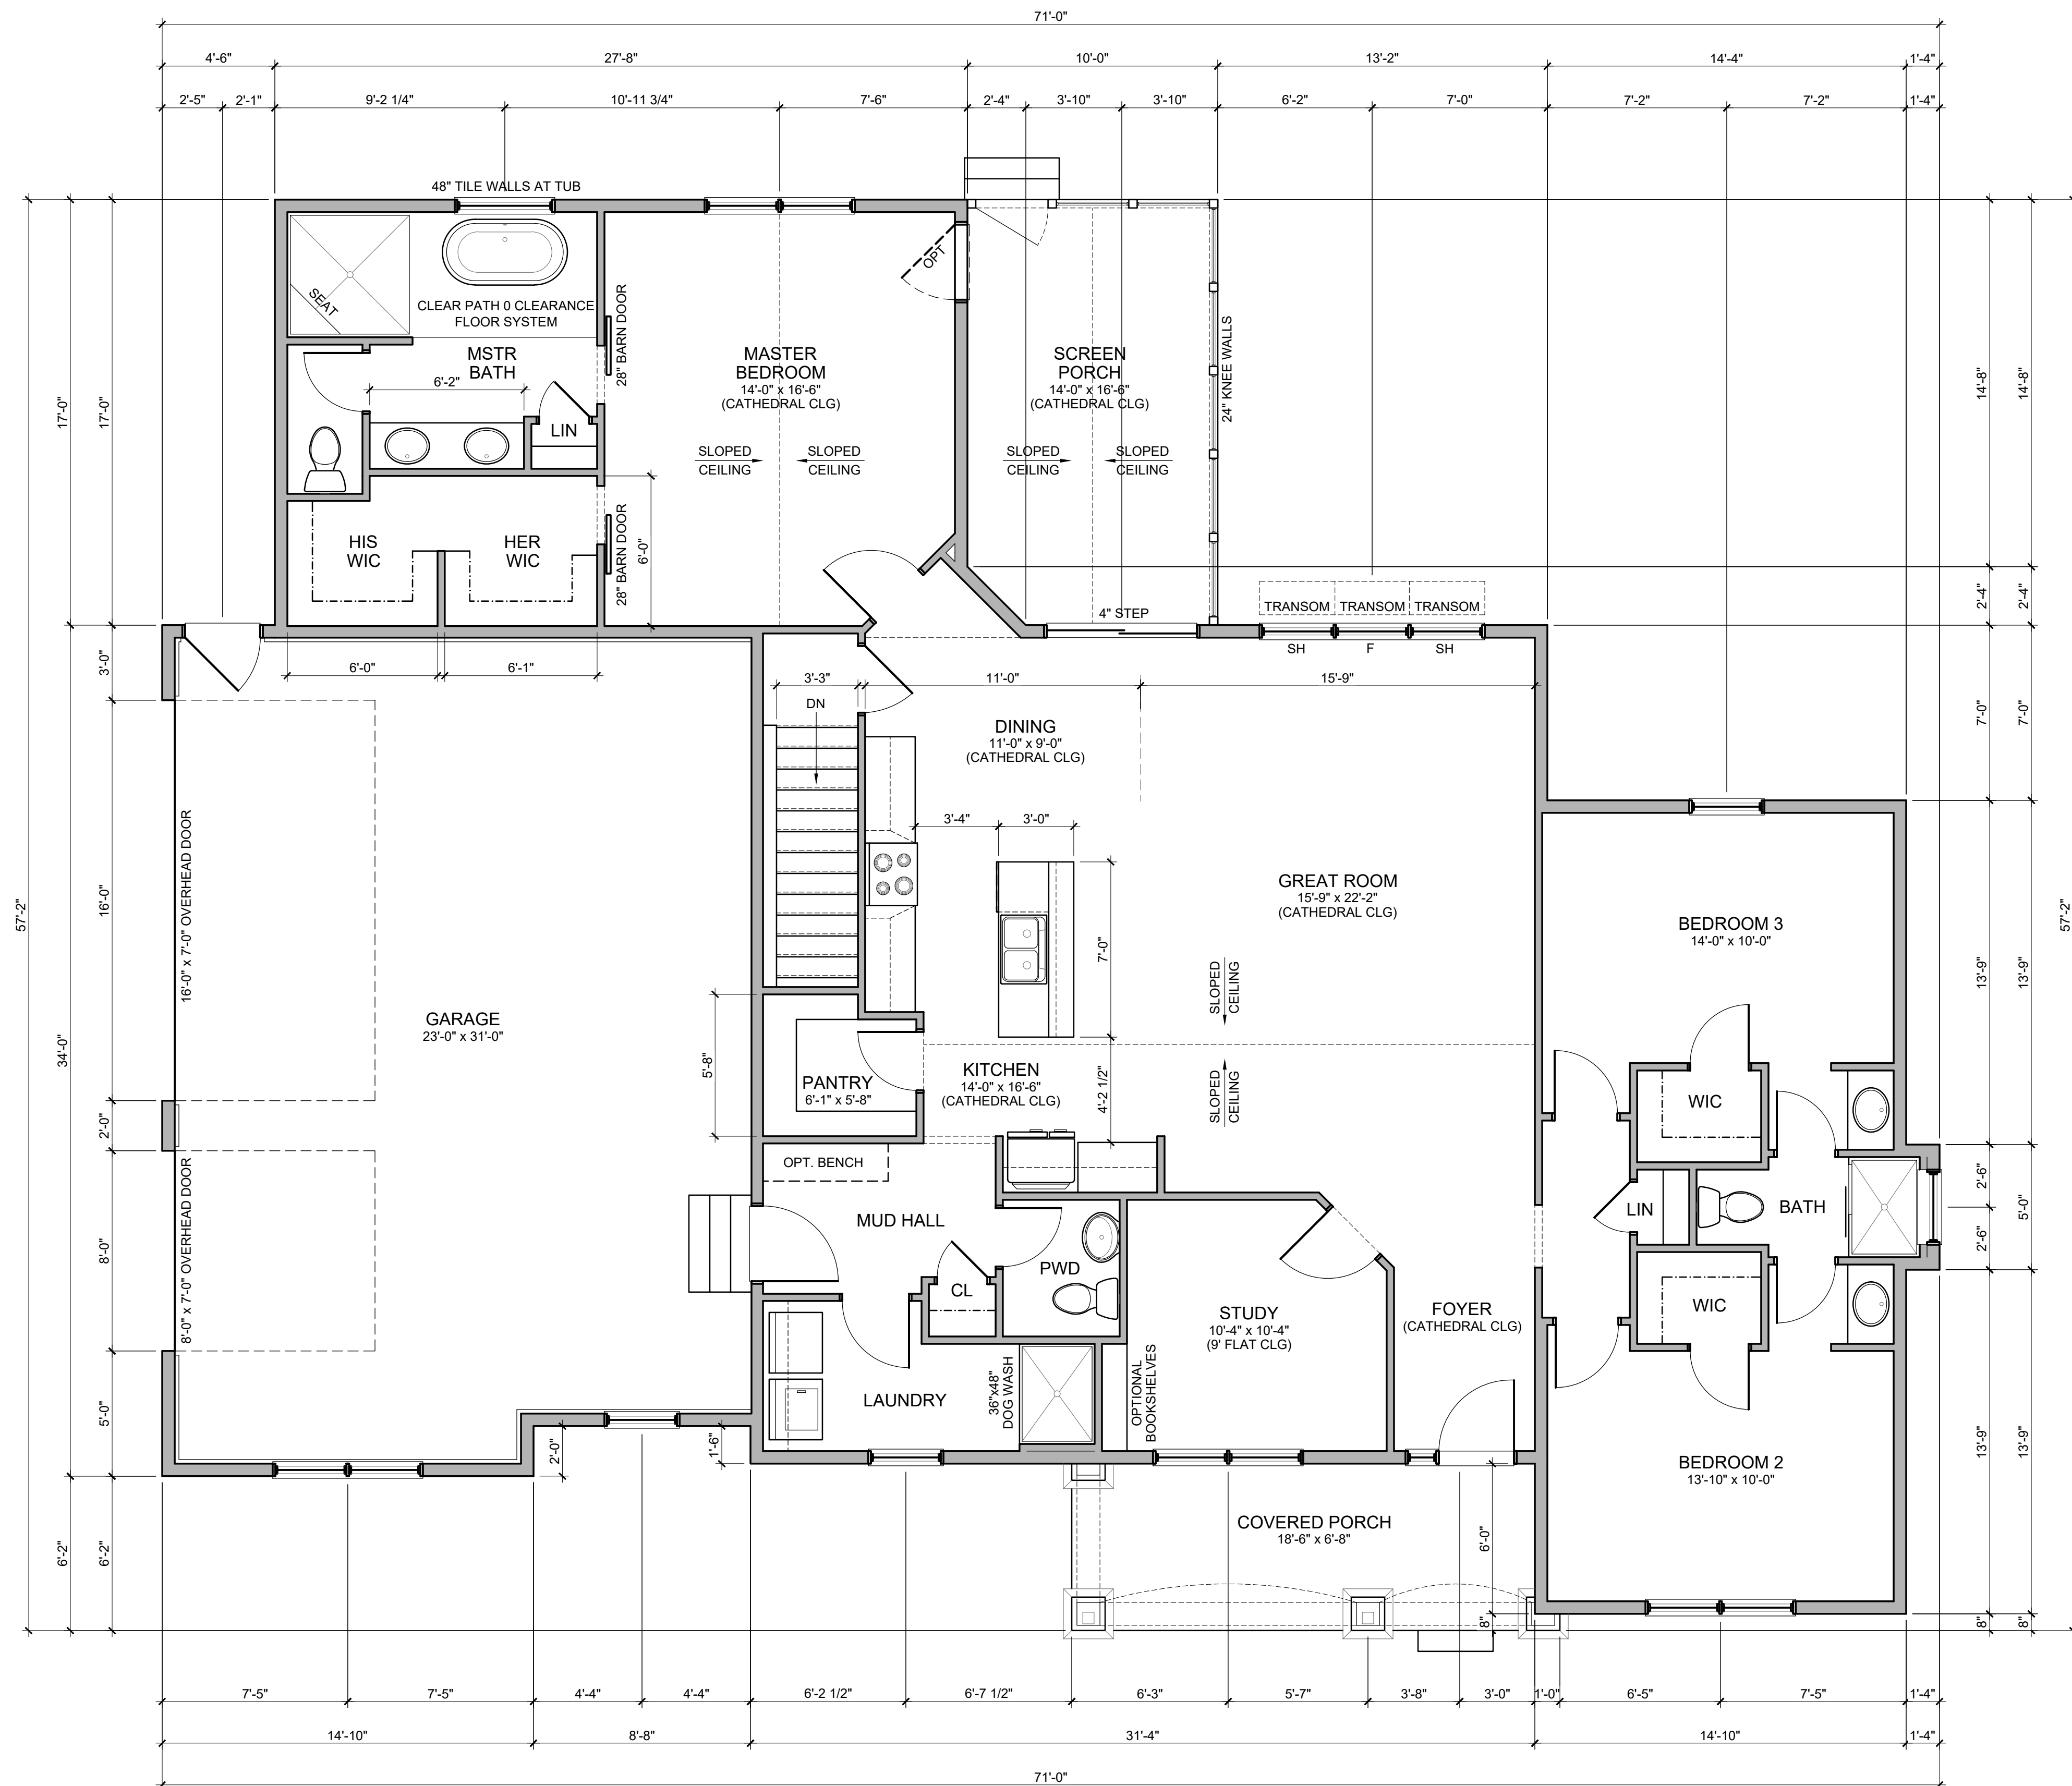 71'-0"
4'-6"
27'-8"
10'-0"
13'-2"
14'-4"
1'-4"
2'-5"
2'-1"
9'-2 1/4"
10'-11 3/4"
7'-6"
2'-4"
3'-10"
3'-10"
6'-2"
7'-0"
7'-2"
7'-2"
1'-4"
48" TILE WALLS AT TUB
SEAT
CLEAR PATH 0 CLEARANCE
FLOOR SYSTEM
28" BARN DOOR
OPT
MSTR
BATH
6'-2"
LIN
MASTER
BEDROOM
14'-0" x 16'-6"
(CATHEDRAL CLG)
SLOPED
CEILING
SLOPED
CEILING
SCREEN
PORCH
14'-0" x 16'-6"
(CATHEDRAL CLG)
SLOPED
CEILING
SLOPED
CEILING
24" KNEE WALLS
17'-0"
17'-0"
14'-8"
14'-8"
HIS
WIC
HER
WIC
28" BARN DOOR
6'-0"
2'-4"
2'-4"
4" STEP
TRANSOM
TRANSOM
TRANSOM
SH
F
SH
3'-0"
6'-0"
6'-1"
3'-3"
11'-0"
15'-9"
DN
DINING
11'-0" x 9'-0"
(CATHEDRAL CLG)
7'-0"
7'-0"
3'-4"
3'-0"
16'-0" x 7'-0" OVERHEAD DOOR
16'-0"
57'-2"
57'-2"
GREAT ROOM
15'-9" x 22'-2"
(CATHEDRAL CLG)
BEDROOM 3
14'-0" x 10'-0"
7'-0"
13'-9"
13'-9"
SLOPED
CEILING
GARAGE
23'-0" x 31'-0"
34'-0"
5'-8"
PANTRY
6'-1" x 5'-8"
KITCHEN
14'-0" x 16'-6"
(CATHEDRAL CLG)
4'-2 1/2"
SLOPED
CEILING
WIC
2'-0"
OPT. BENCH
MUD HALL
2'-6"
5'-0"
2'-6"
LIN
BATH
8'-0" x 7'-0" OVERHEAD DOOR
8'-0"
PWD
CL
STUDY
10'-4" x 10'-4"
(9' FLAT CLG)
FOYER
(CATHEDRAL CLG)
WIC
LAUNDRY
36"x48"
DOG WASH
OPTIONAL
BOOKSHELVES
5'-0"
2'-0"
1'-6"
13'-9"
13'-9"
BEDROOM 2
13'-10" x 10'-0"
COVERED PORCH
18'-6" x 6'-8"
6'-0"
6'-2"
6'-2"
8"
8"
8"
7'-5"
7'-5"
4'-4"
4'-4"
6'-2 1/2"
6'-7 1/2"
6'-3"
5'-7"
3'-8"
3'-0"
1'-0"
6'-5"
7'-5"
1'-4"
14'-10"
8'-8"
31'-4"
14'-10"
1'-4"
71'-0"